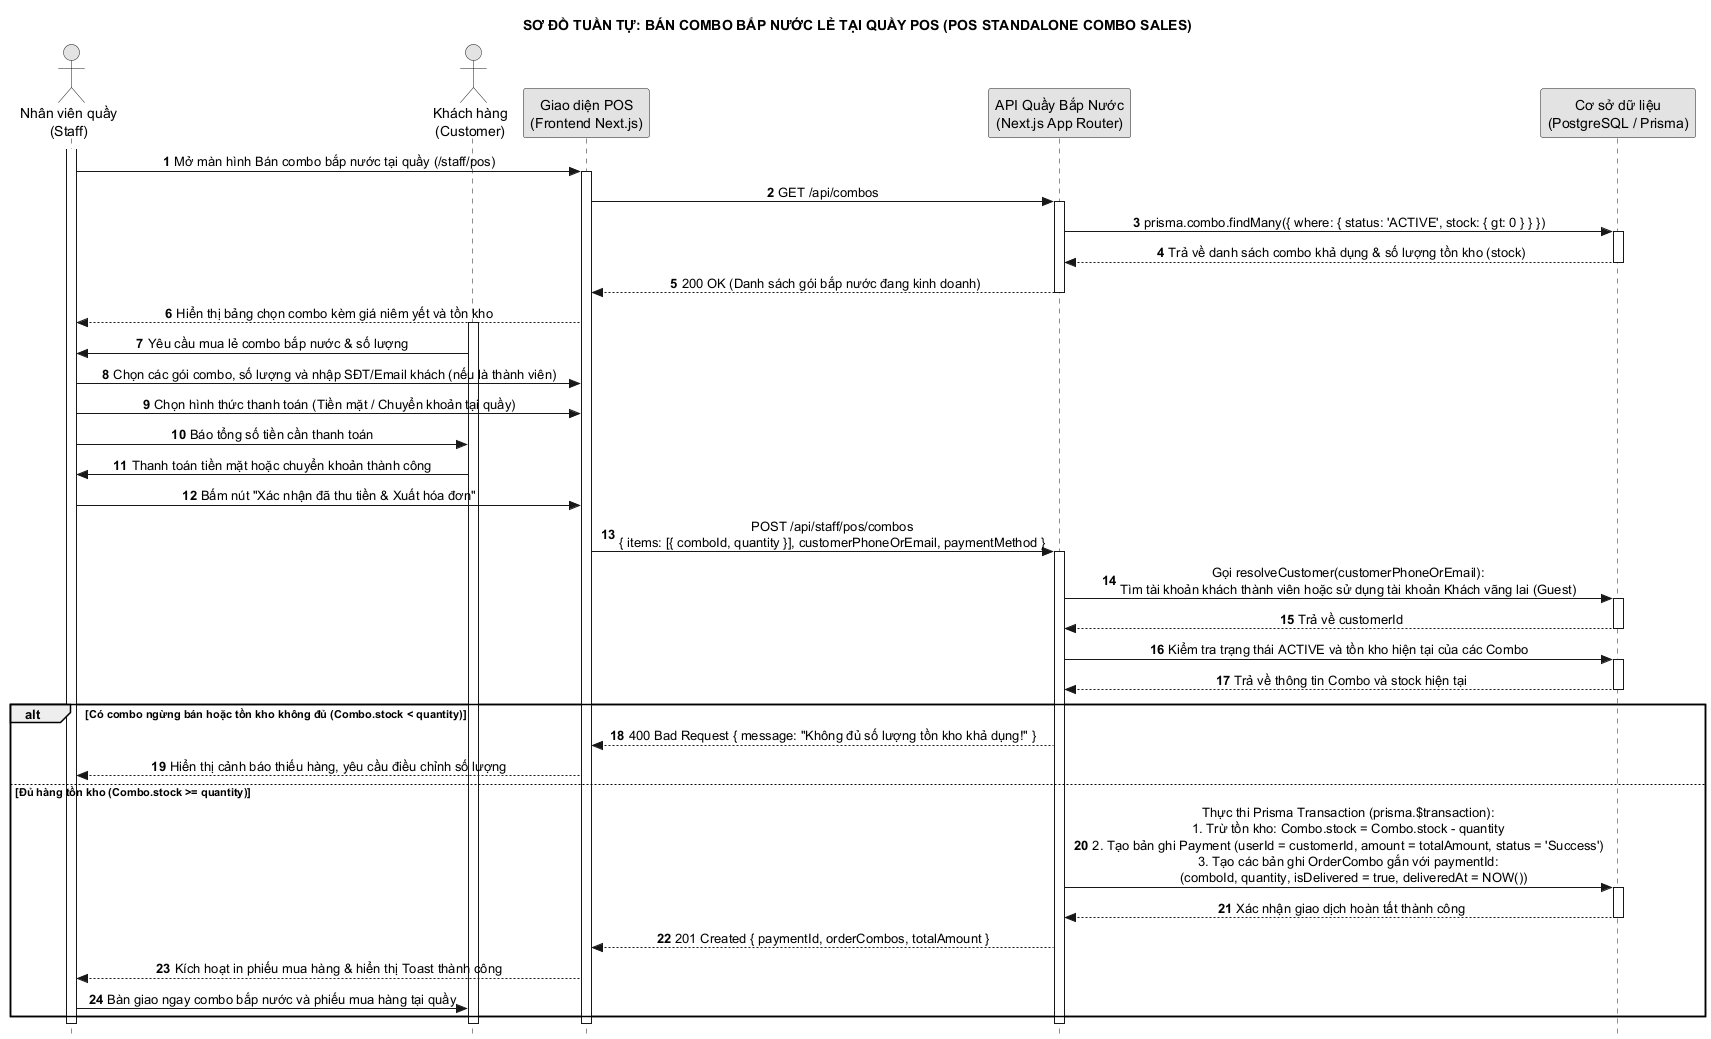 SƠ ĐỒ TUẦN TỰ: BÁN COMBO BẮP NƯỚC LẺ TẠI QUẦY POS (POS STANDALONE COMBO SALES)
Nhân viên quầy
(Staff)
Khách hàng
(Customer)
Giao diện POS
(Frontend Next.js)
API Quầy Bắp Nước
(Next.js App Router)
Cơ sở dữ liệu
(PostgreSQL / Prisma)
1 Mở màn hình Bán combo bắp nước tại quầy (/staff/pos)
2 GET /api/combos
3 prisma.combo.findMany({ where: { status: 'ACTIVE', stock: { gt: 0 } } })
4 Trả về danh sách combo khả dụng & số lượng tồn kho (stock)
5 200 OK (Danh sách gói bắp nước đang kinh doanh)
6 Hiển thị bảng chọn combo kèm giá niêm yết và tồn kho
7 Yêu cầu mua lẻ combo bắp nước & số lượng
8 Chọn các gói combo, số lượng và nhập SĐT/Email khách (nếu là thành viên)
9 Chọn hình thức thanh toán (Tiền mặt / Chuyển khoản tại quầy)
10 Báo tổng số tiền cần thanh toán
11 Thanh toán tiền mặt hoặc chuyển khoản thành công
12 Bấm nút "Xác nhận đã thu tiền & Xuất hóa đơn"
13 POST /api/staff/pos/combos
{ items: [{ comboId, quantity }], customerPhoneOrEmail, paymentMethod }
14 Gọi resolveCustomer(customerPhoneOrEmail):
Tìm tài khoản khách thành viên hoặc sử dụng tài khoản Khách vãng lai (Guest)
15 Trả về customerId
16 Kiểm tra trạng thái ACTIVE và tồn kho hiện tại của các Combo
17 Trả về thông tin Combo và stock hiện tại
alt [Có combo ngừng bán hoặc tồn kho không đủ (Combo.stock < quantity)]
18 400 Bad Request { message: "Không đủ số lượng tồn kho khả dụng!" }
19 Hiển thị cảnh báo thiếu hàng, yêu cầu điều chỉnh số lượng
[Đủ hàng tồn kho (Combo.stock >= quantity)]
Thực thi Prisma Transaction (prisma.$transaction):
1. Trừ tồn kho: Combo.stock = Combo.stock - quantity
20 2. Tạo bản ghi Payment (userId = customerId, amount = totalAmount, status = 'Success')
3. Tạo các bản ghi OrderCombo gắn với paymentId:
(comboId, quantity, isDelivered = true, deliveredAt = NOW())
21 Xác nhận giao dịch hoàn tất thành công
22 201 Created { paymentId, orderCombos, totalAmount }
23 Kích hoạt in phiếu mua hàng & hiển thị Toast thành công
24 Bàn giao ngay combo bắp nước và phiếu mua hàng tại quầy